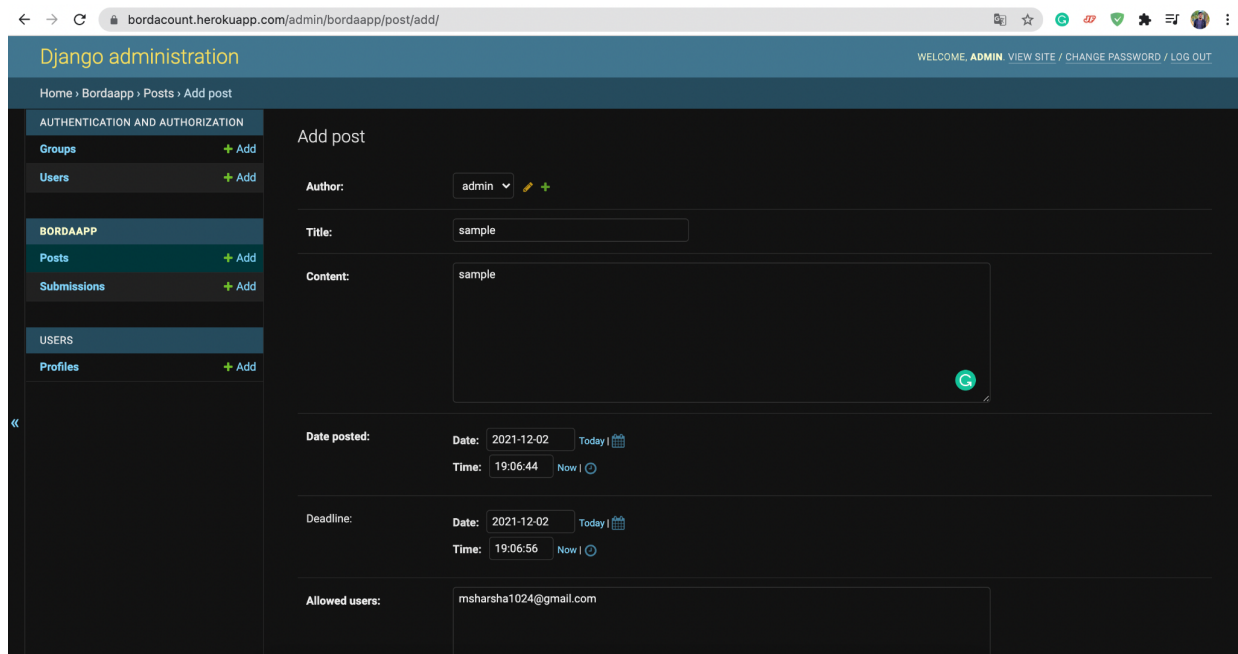 bordacount.herokuapp.com/admin/bordaapp/post/add/
Django administration
WELCOME, ADMIN. VIEW SITE / CHANGE PASSWORD / LOG OUT
Home › Bordaapp › Posts › Add post
AUTHENTICATION AND AUTHORIZATION
Groups + Add
Users + Add
BORDAAPP
Posts + Add
Submissions + Add
USERS
Profiles + Add
«
Add post
Author: admin
Title: sample
Content: sample
Date posted: Date: 2021-12-02 Today |
Time: 19:06:44 Now |
Deadline: Date: 2021-12-02 Today |
Time: 19:06:56 Now |
Allowed users: msharsha1024@gmail.com